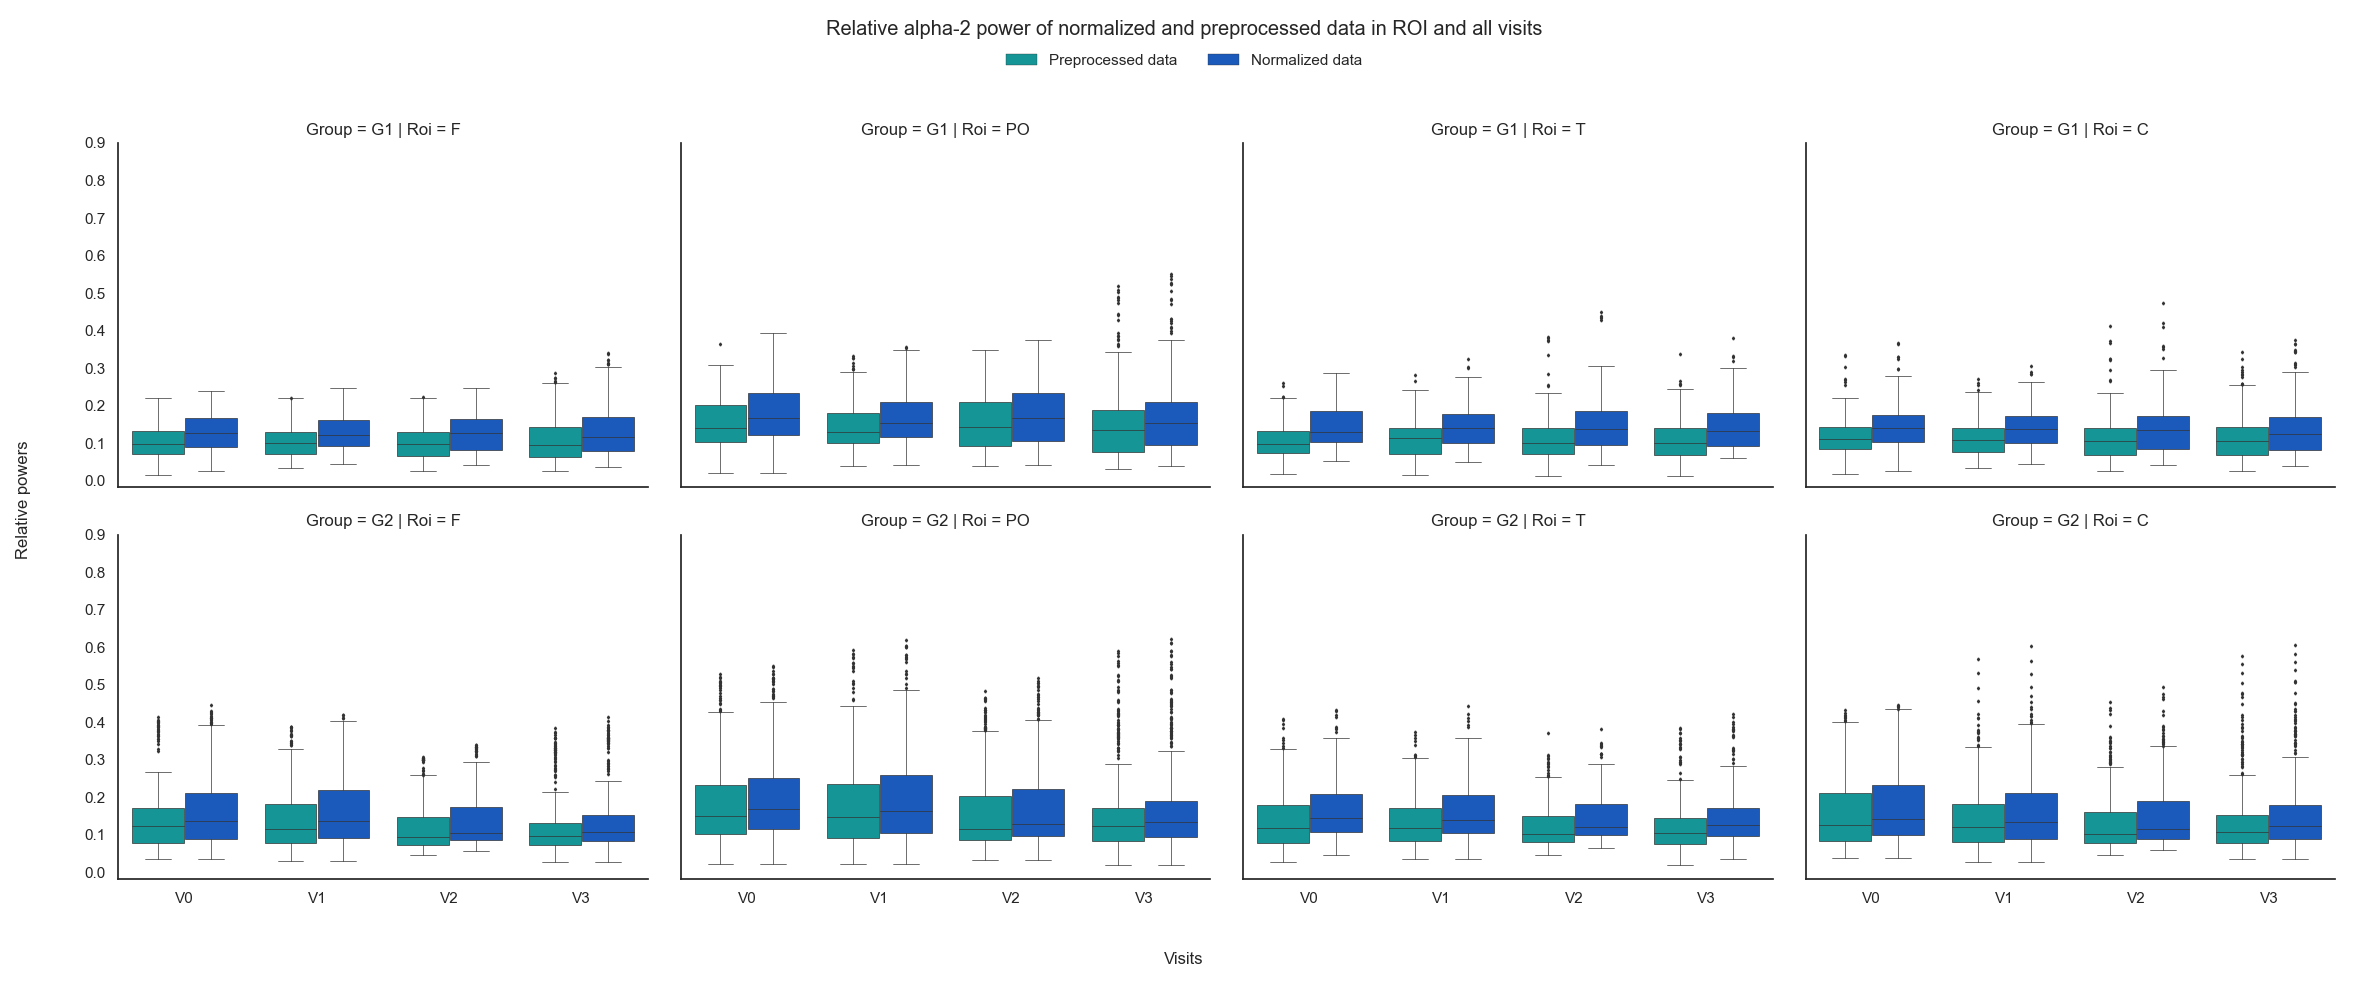 Relative alpha-2 power of normalized and preprocessed data in ROI and all visits
Preprocessed data Normalized data
Group = G1 | Roi = F Group = G1 | Roi = PO Group = G1 | Roi = T Group = G1 | Roi = C
0.9
0.8
0.7
0.6
0.5
0.4
0.3
0.2
0.1
0.0
Relative powers
Group = G2 | Roi = F Group = G2 | Roi = PO Group = G2 | Roi = T Group = G2 | Roi = C
0.9
0.8
0.7
0.6
0.5
0.4
0.3
0.2
0.1
0.0
V0 V1 V2 V3 V0 V1 V2 V3 V0 V1 V2 V3 V0 V1 V2 V3
Visits